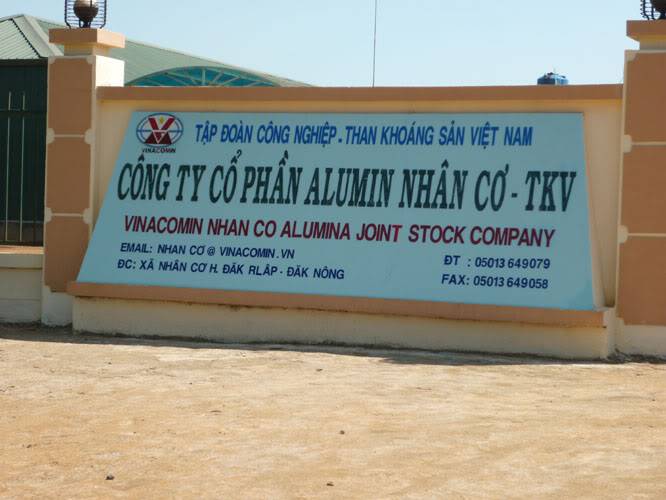 VINACOMIN
TẬP ĐOÀN CÔNG NGHIỆP - THAN KHOÁNG SẢN VIỆT NAM
CÔNG TY CỔ PHẦN ALUMIN NHÂN CƠ - TKV
VINACOMIN NHAN CO ALUMINA JOINT STOCK COMPANY
EMAIL: NHAN CƠ @ VINACOMIN.VN
ĐC: XÃ NHÂN CƠ H. ĐĂK RLẤP - ĐĂK NÔNG
ĐT : 05013 649079
FAX: 05013 649058